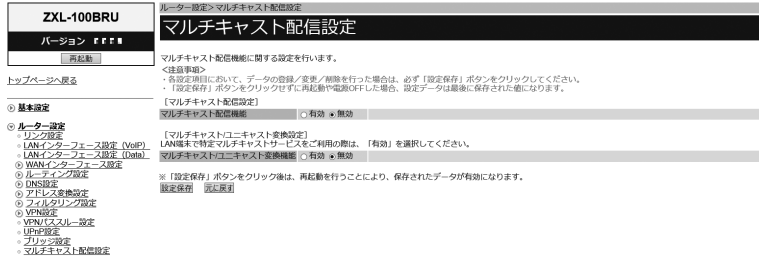 ZXL-100BRU
バージョン
再起動
トップページへ戻る
基本設定
ルーター設定
リンク設定
LANインターフェース設定 (VoIP)
LANインターフェース設定 (Data)
WANインターフェース設定
ルーティング設定
DNS設定
アドレス変換設定
フィルタリング設定
VPN設定
VPNパススルー設定
UPnP設定
ブリッジ設定
マルチキャスト配信設定
ルーター設定>マルチキャスト配信設定
マルチキャスト配信設定
マルチキャスト配信機能に関する設定を行います。
<注意事項>
・各設定項目において、データの登録/変更/削除を行った場合は、必ず「設定保存」ボタンをクリックしてください。
・「設定保存」ボタンをクリックせずに再起動や電源OFFした場合、設定データは最後に保存された値になります。
[マルチキャスト配信設定]
マルチキャスト配信機能 有効 無効
[マルチキャスト/ユニキャスト変換設定]
LAN端末で特定マルチキャストサービスをご利用の際は、「有効」を選択してください。
マルチキャスト/ユニキャスト変換機能 有効 無効
※「設定保存」ボタンをクリック後は、再起動を行うことにより、保存されたデータが有効になります。
設定保存 元に戻す